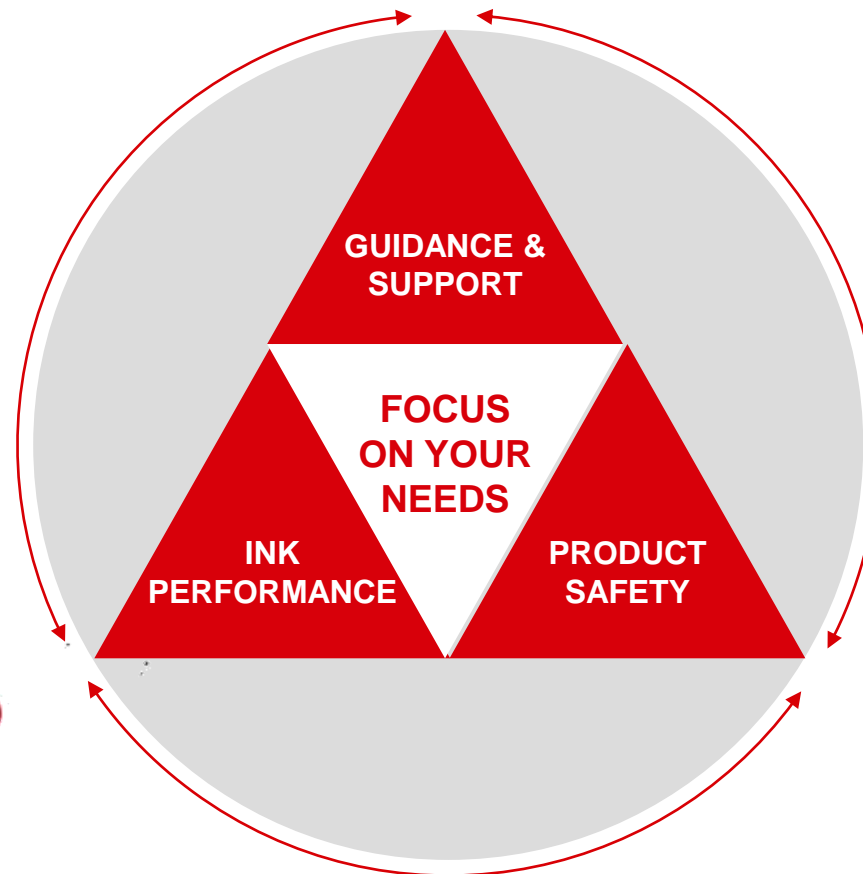 GUIDANCE &
SUPPORT
FOCUS
ON YOUR
NEEDS
INK
PERFORMANCE
PRODUCT
SAFETY